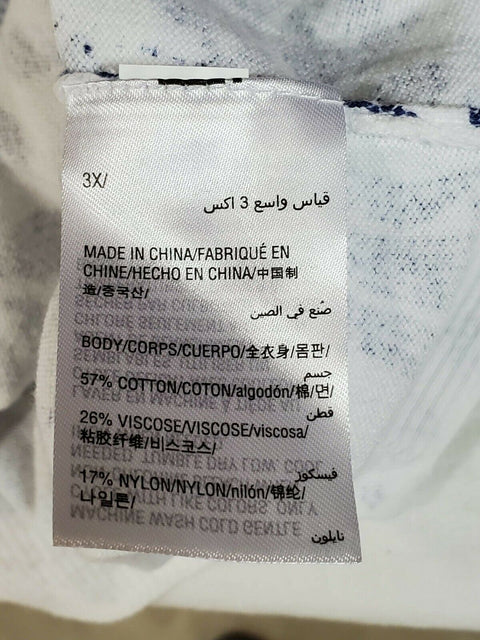 3X/
قياس واسع 3 اكس
MADE IN CHINA/FABRIQUÉ EN
CHINE/HECHO EN CHINA/中国制
造/중국산/
صُنع في الصين
BODY/CORPS/CUERPO/全衣身/몸판/
جسم
57% COTTON/COTON/algodón/棉/면/
قطن
26% VISCOSE/VISCOSE/viscosa/
粘胶纤维/비스코스/
فيسكوز
17% NYLON/NYLON/nilón/锦纶/
나일론/
نايلون